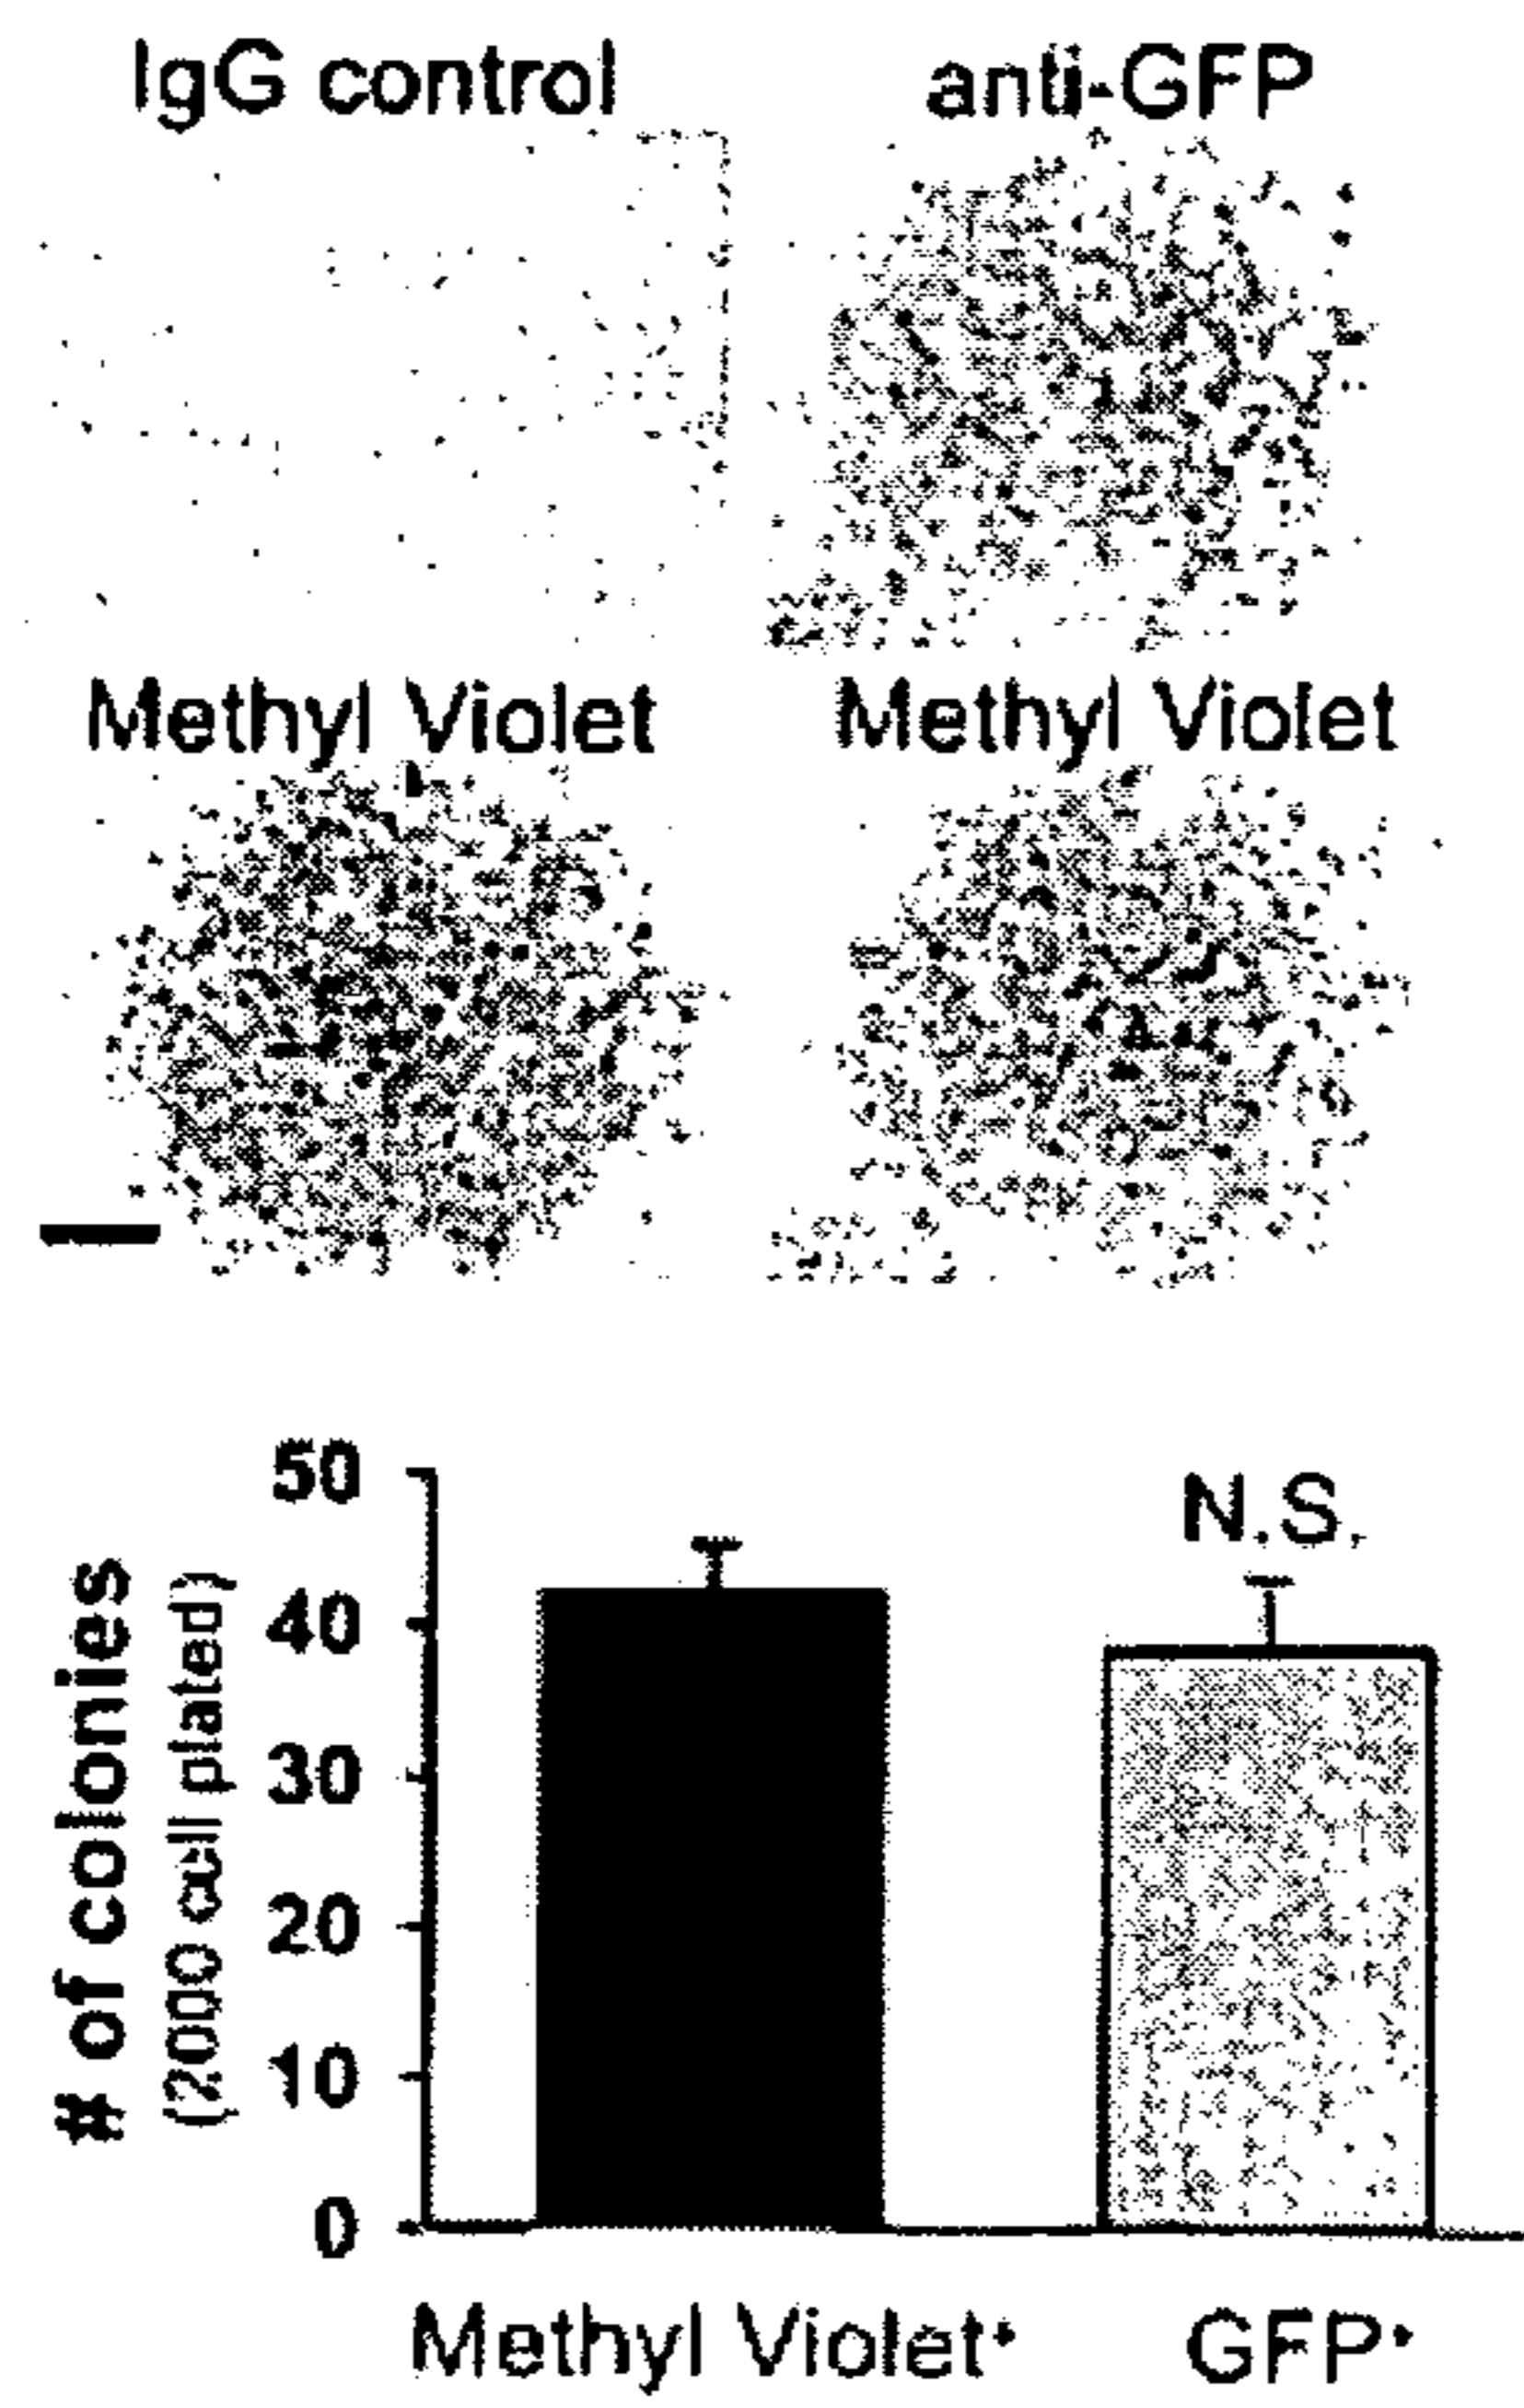 IgG control
anti-GFP
Methyl Violet
Methyl Violet
# of colonies
(2000 cell plated)
50
40
30
20
10
0
N.S.
Methyl Violet+
GFP+